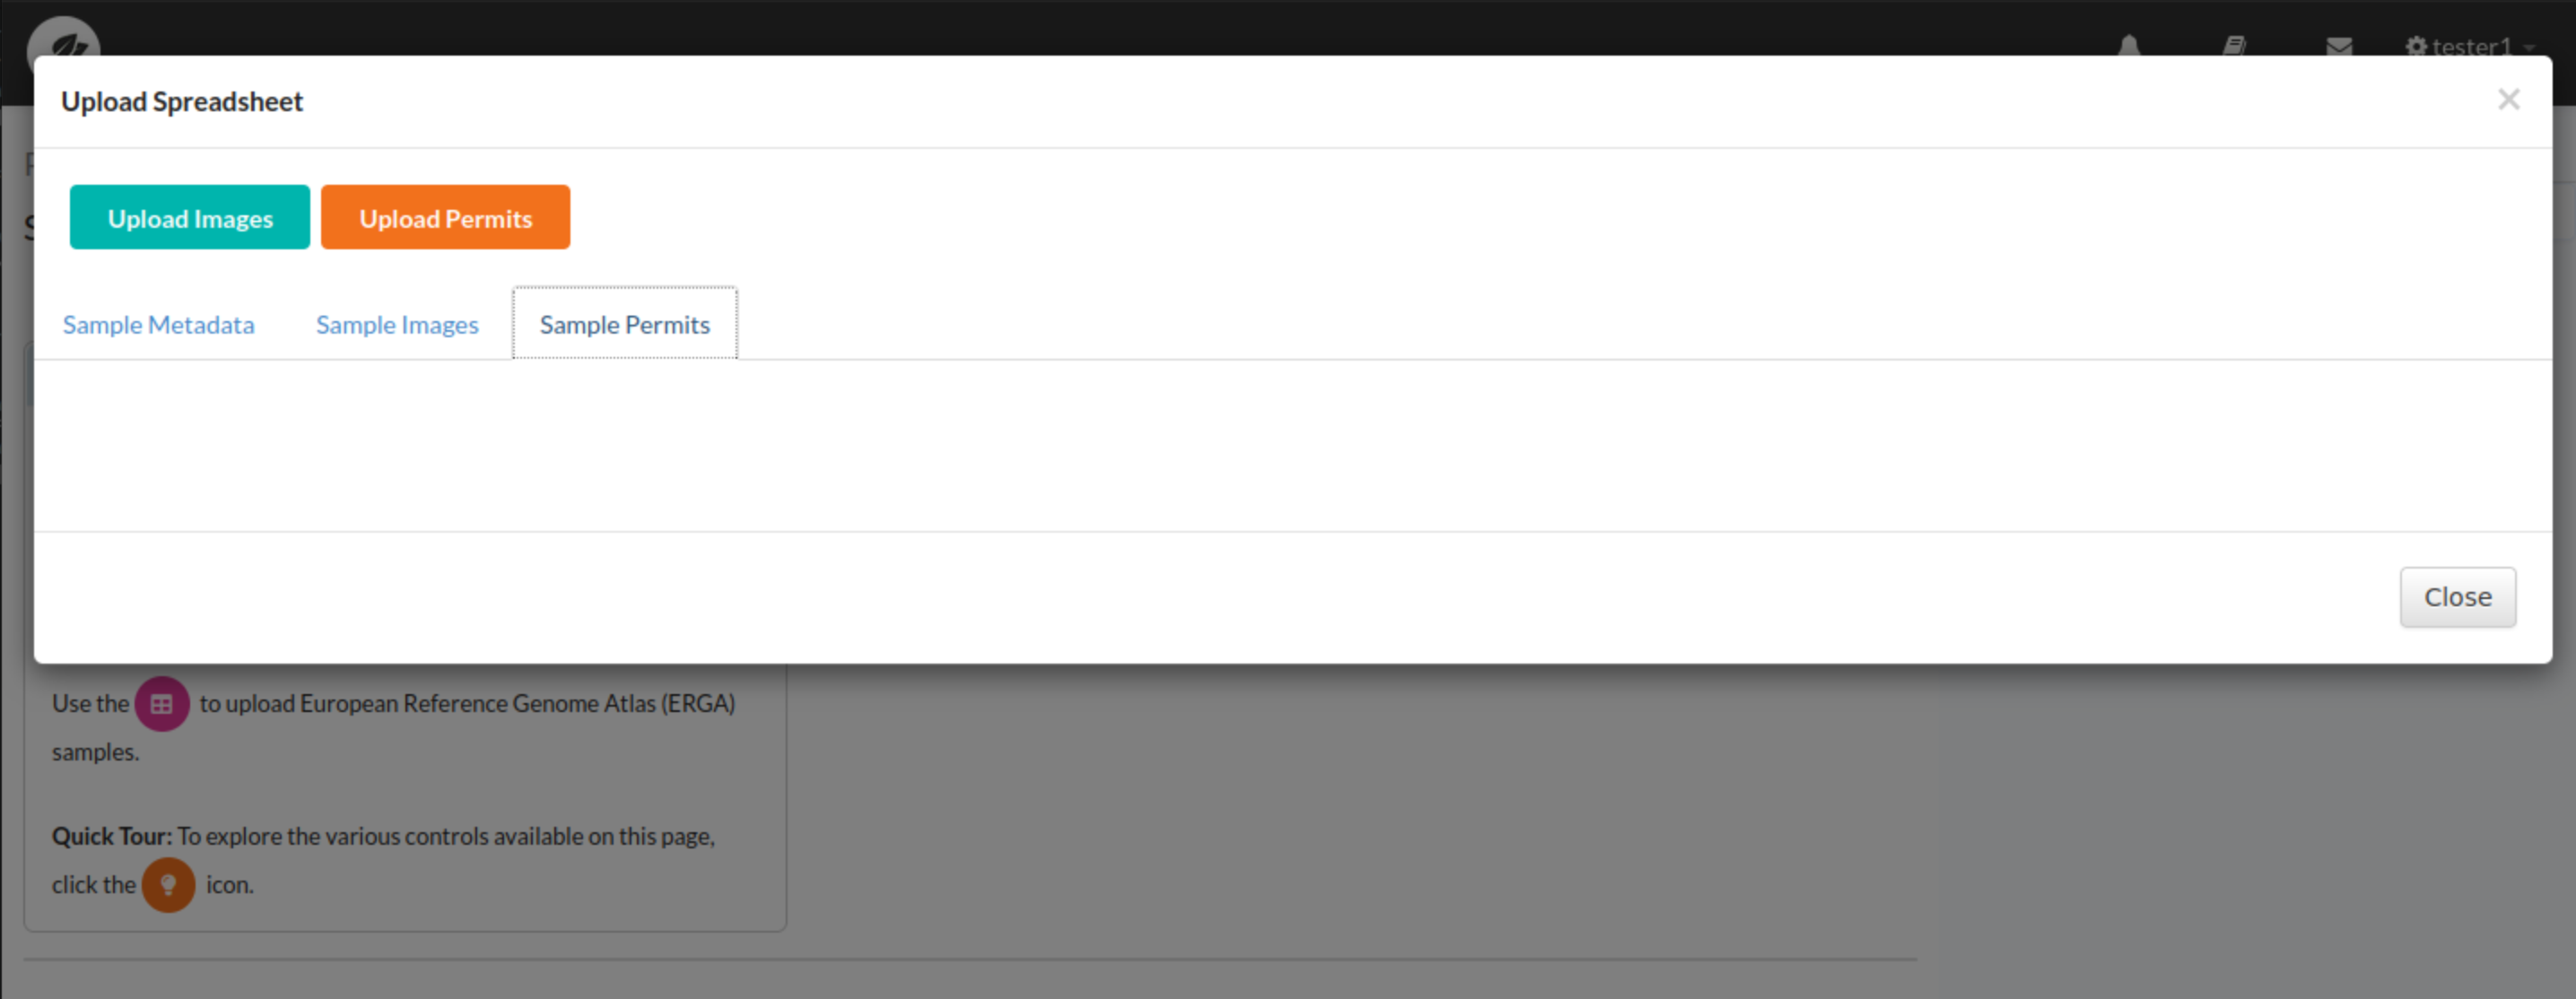 tester1
Upload Spreadsheet
Upload Images Upload Permits
Sample Metadata Sample Images Sample Permits
Close
Use the to upload European Reference Genome Atlas (ERGA)
samples.
Quick Tour: To explore the various controls available on this page,
click the icon.